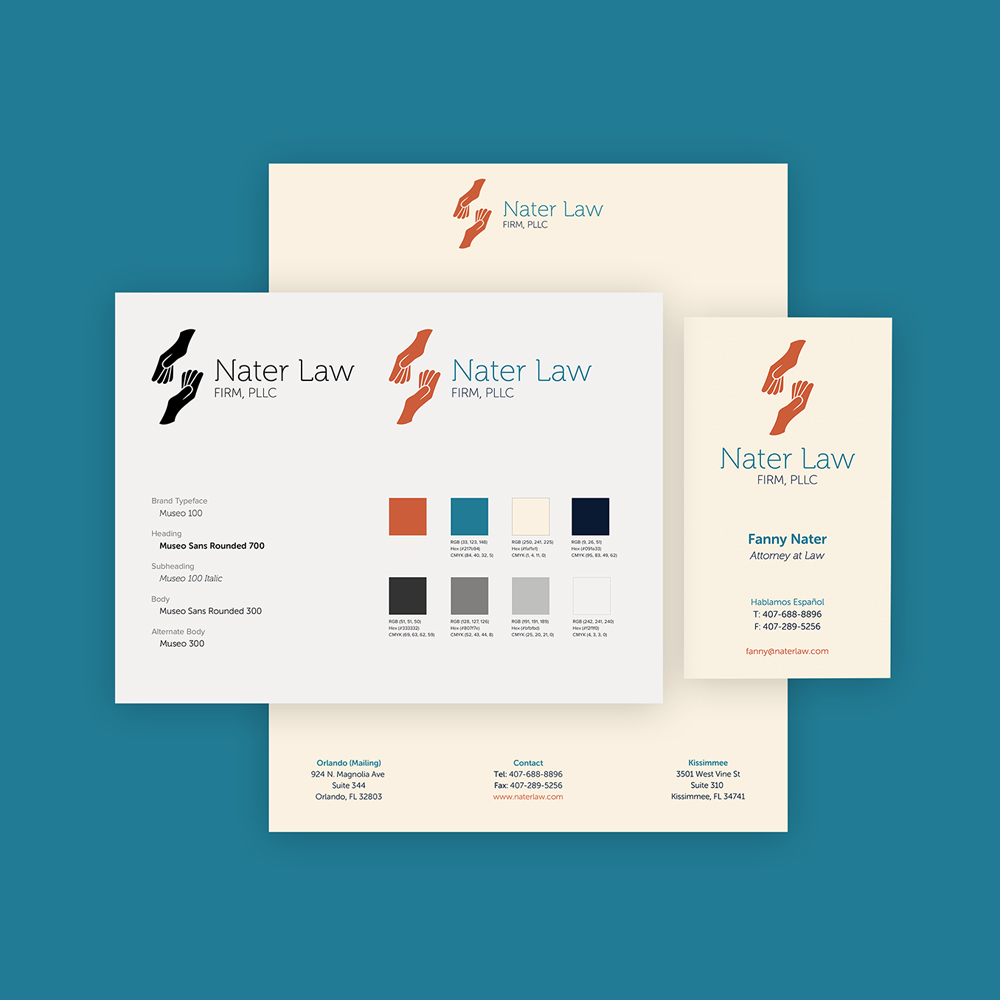 Nater Law
FIRM, PLLC
Nater Law
FIRM, PLLC
Nater Law
FIRM, PLLC
Brand Typeface
Museo 100
Heading
Museo Sans Rounded 700
Subheading
Museo 100 Italic
Body
Museo Sans Rounded 300
Alternate Body
Museo 300
RGB (33, 123, 148)
Hex (#217b94)
CMYK (84, 40, 32, 5)
RGB (250, 241, 225)
CMYK (1, 4, 11, 0)
RGB (9, 26, 51)
Hex (#091a33)
CMYK (95, 83, 49, 62)
RGB (51, 51, 50)
Hex (#333332)
CMYK (69, 63, 62, 59)
RGB (128, 127, 126)
Hex (#807f7e)
CMYK (52, 43, 44, 8)
RGB (191, 191, 189)
Hex (#bfbfbd)
CMYK (25, 20, 21, 0)
RGB (242, 241, 240)
Hex (#f2f1f0)
CMYK (4, 3, 3, 0)
Nater Law
FIRM, PLLC
Fanny Nater
Attorney at Law
Hablamos Español
T: 407-688-8896
F: 407-289-5256
fanny@naterlaw.com
Orlando (Mailing)
924 N. Magnolia Ave
Suite 344
Orlando, FL 32803
Contact
Tel: 407-688-8896
Fax: 407-289-5256
www.naterlaw.com
Kissimmee
3501 West Vine St
Suite 310
Kissimmee, FL 34741